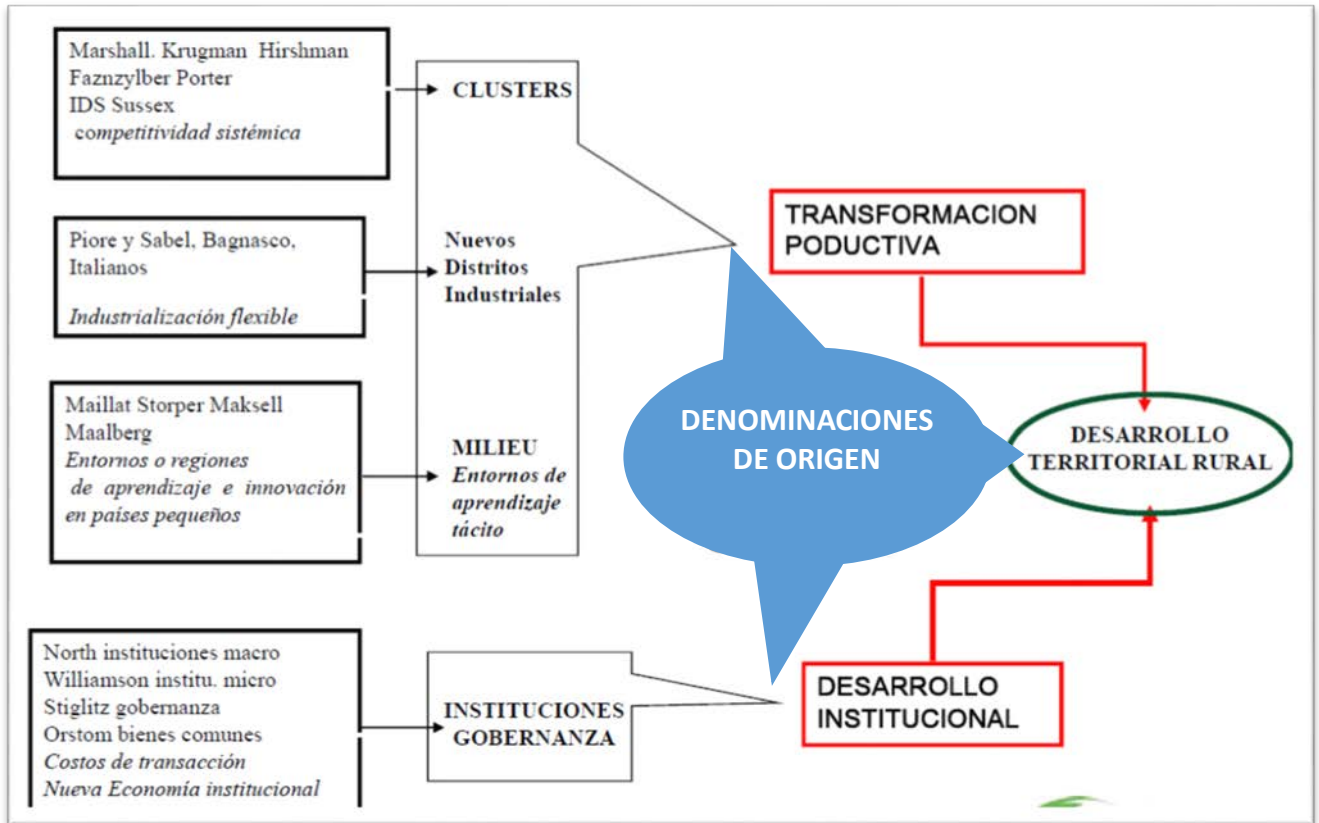 Marshall. Krugman Hirshman
Faznzylber Porter
IDS Sussex
competitividad sistémica
CLUSTERS
Piore y Sabel, Bagnasco,
Italianos
Industrialización flexible
Nuevos
Distritos
Industriales
Maillat Storper Maksell
Maalberg
Entornos o regiones
de aprendizaje e innovación
en países pequeños
MILIEU
Entornos de
aprendizaje
tácito
North instituciones macro
Williamson institu. micro
Stiglitz gobernanza
Orstom bienes comunes
Costos de transacción
Nueva Economía institucional
INSTITUCIONES
GOBERNANZA
TRANSFORMACION
PODUCTIVA
DENOMINACIONES
DE ORIGEN
DESARROLLO
TERRITORIAL RURAL
DESARROLLO
INSTITUCIONAL